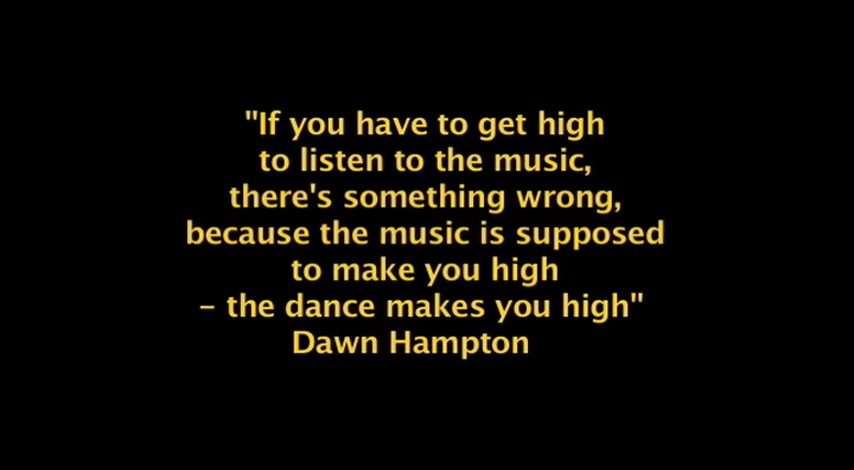 "If you have to get high
to listen to the music,
there's something wrong,
because the music is supposed
to make you high
– the dance makes you high"
Dawn Hampton